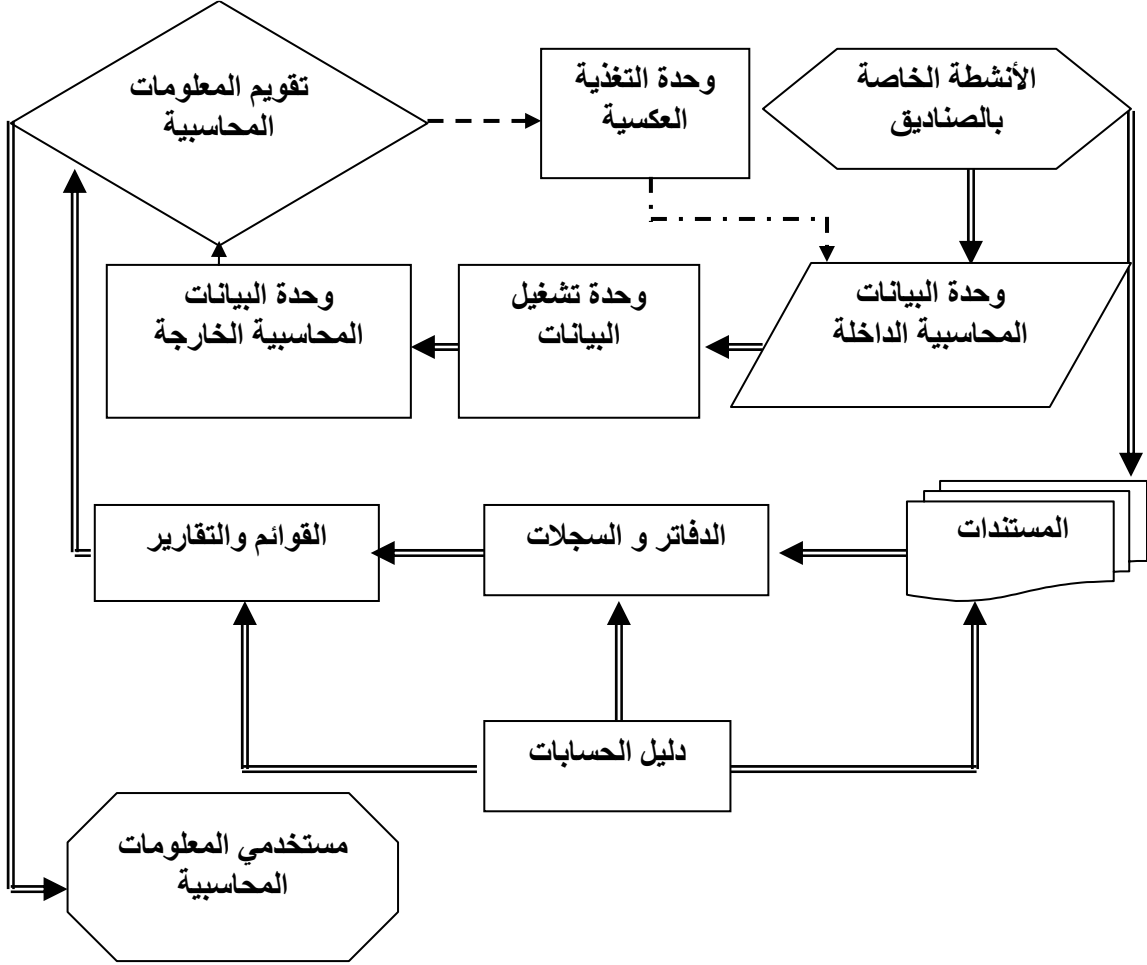 الأنشطة الخاصة
بالصناديق
وحدة التغذية
العكسية
تقويم المعلومات
المحاسبية
وحدة البيانات
المحاسبية الداخلة
وحدة تشغيل
البيانات
وحدة البيانات
المحاسبية الخارجة
المستندات
الدفاتر و السجلات
القوائم والتقارير
دليل الحسابات
مستخدمي المعلومات
المحاسبية